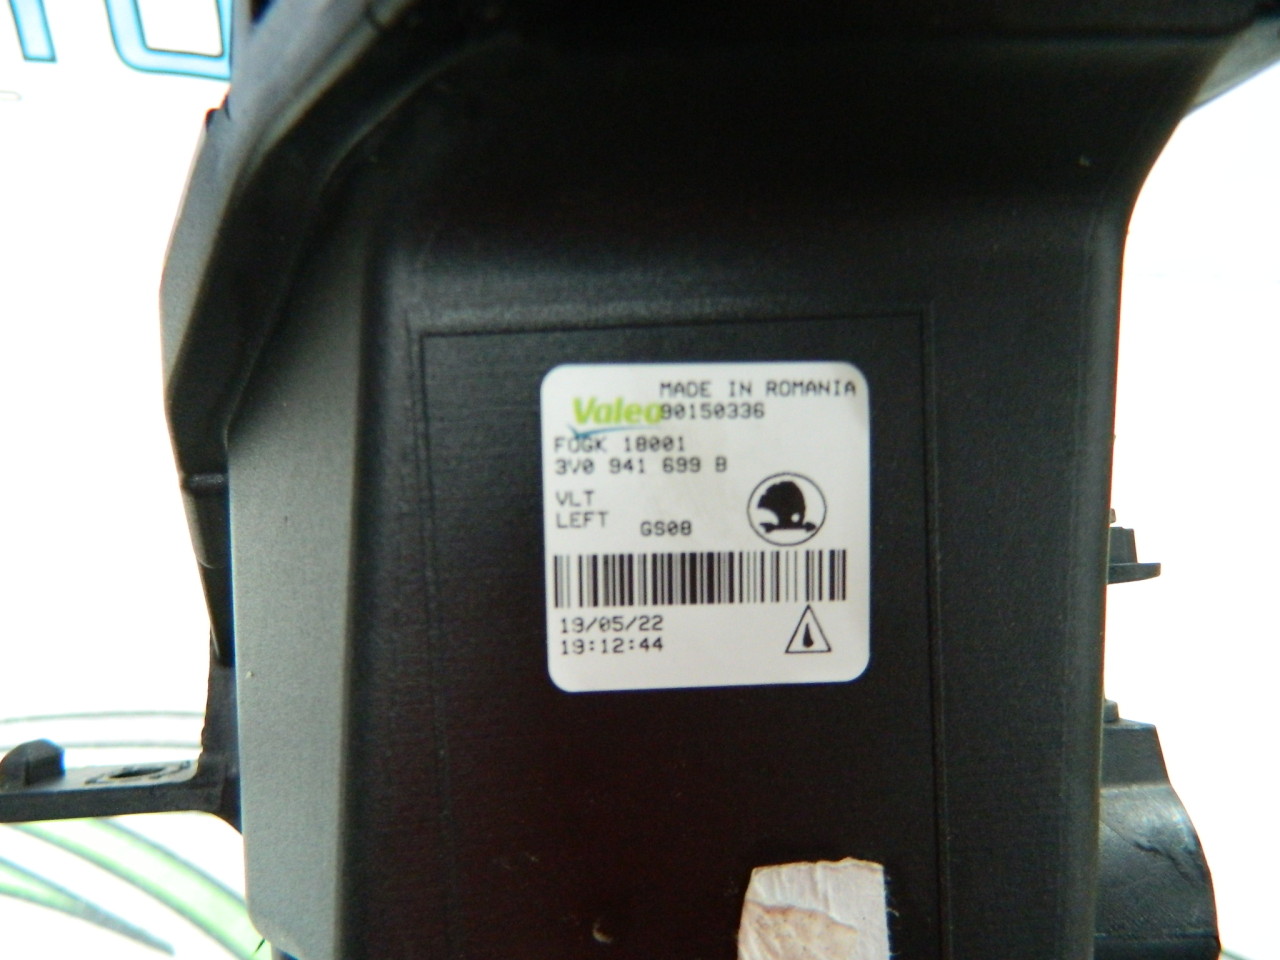 MADE IN ROMANIA
Valeo 90150336
FOGK 18001
3V0 941 699 B
VLT
LEFT GS08
19/05/22
19:12:44